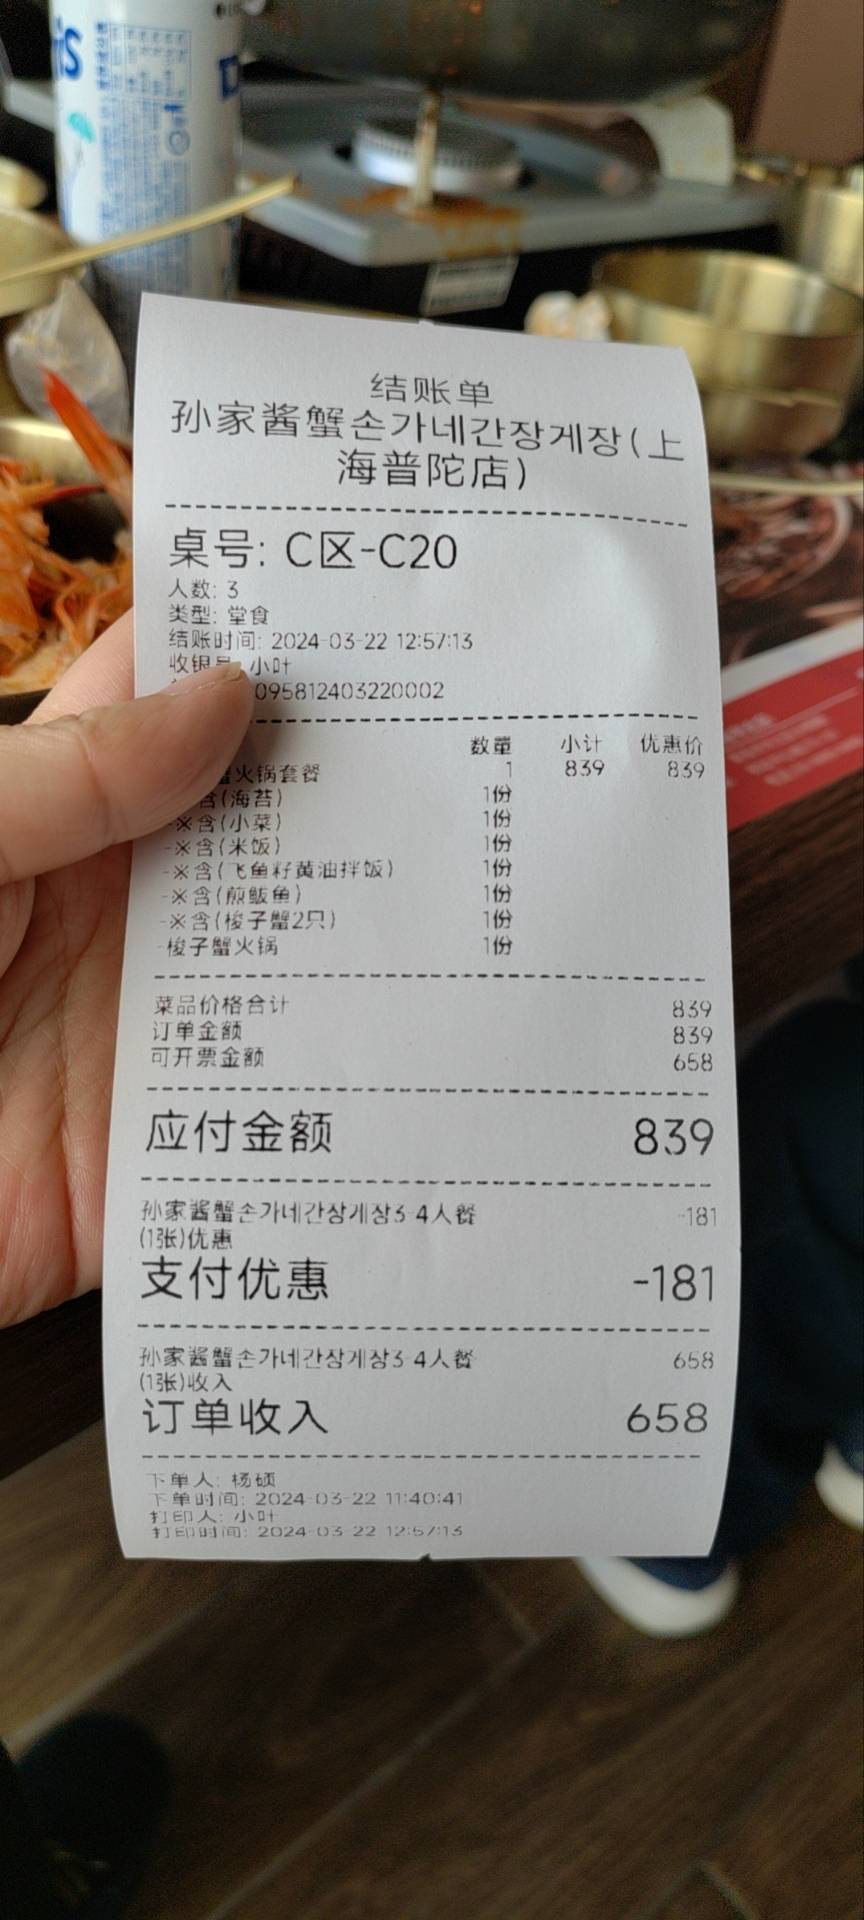 结账单
孙家酱蟹손가네간장게장(上
海普陀店)
桌号: C区-C20
人数: 3
类型: 堂食
结账时间: 2024-03-22 12:57:13
收银 小叶
095812403220002
数量 小计 优惠价
蟹火锅套餐 1 839 839
含(海苔) 1份
-※含(小菜) 1份
-※含(米饭) 1份
-※含(飞鱼籽黄油拌饭) 1份
-※含(煎鲅鱼) 1份
-※含(梭子蟹2只) 1份
-梭子蟹火锅 1份
菜品价格合计 839
订单金额 839
可开票金额 658
应付金额 839
孙家酱蟹손가네간장게장3-4人餐 -181
(1张)优惠
支付优惠 -181
孙家酱蟹손가네간장게장3-4人餐 658
(1张)收入
订单收入 658
下单人: 杨硕
下单时间: 2024-03-22 11:40:41
打印人: 小叶
打印时间: 2024-03-22 12:57:13